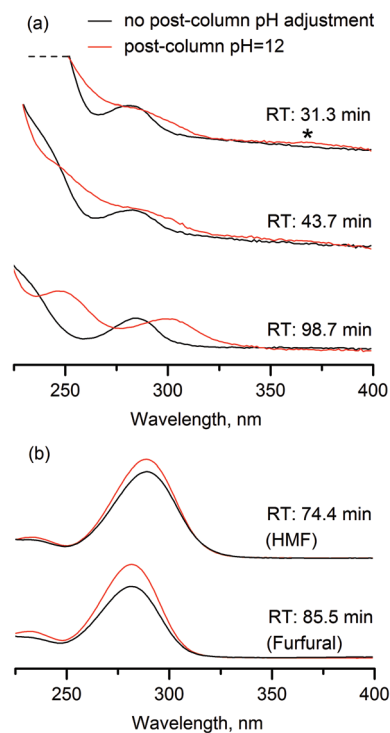 (a)
no post-column pH adjustment
post-column pH=12
RT: 31.3 min
*
RT: 43.7 min
RT: 98.7 min
250 300 350 400
Wavelength, nm
(b)
RT: 74.4 min
(HMF)
RT: 85.5 min
(Furfural)
250 300 350 400
Wavelength, nm